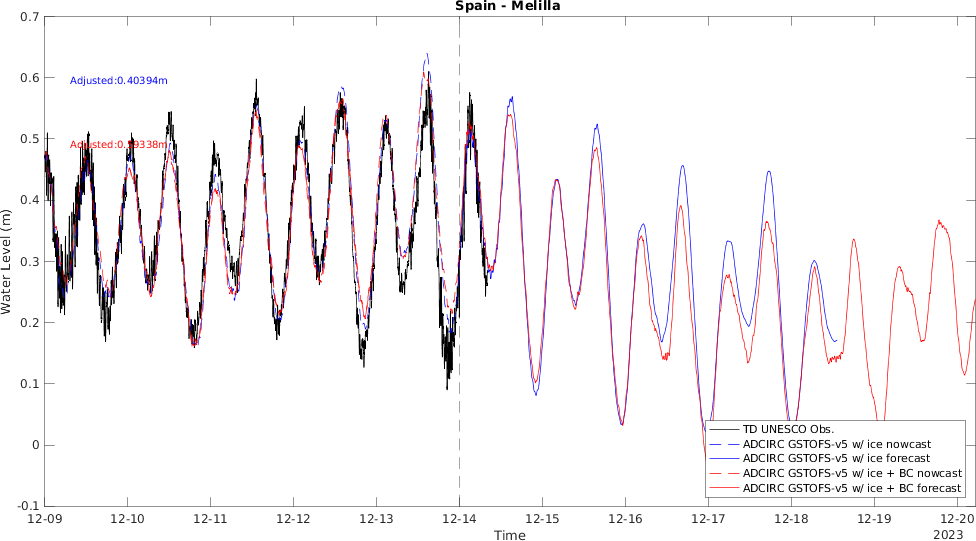 Spain - Melilla
0.7
0.6
0.5
0.4
0.3
0.2
0.1
0
-0.1
Water Level (m)
Adjusted:0.40394m
TD UNESCO Obs.
ADCIRC GSTOFS-v5 w/ ice nowcast
ADCIRC GSTOFS-v5 w/ ice forecast
ADCIRC GSTOFS-v5 w/ ice + BC nowcast
ADCIRC GSTOFS-v5 w/ ice + BC forecast
12-09 12-10 12-11 12-12 12-13 12-14 12-15 12-16 12-17 12-18 12-19 12-20
Time
2023